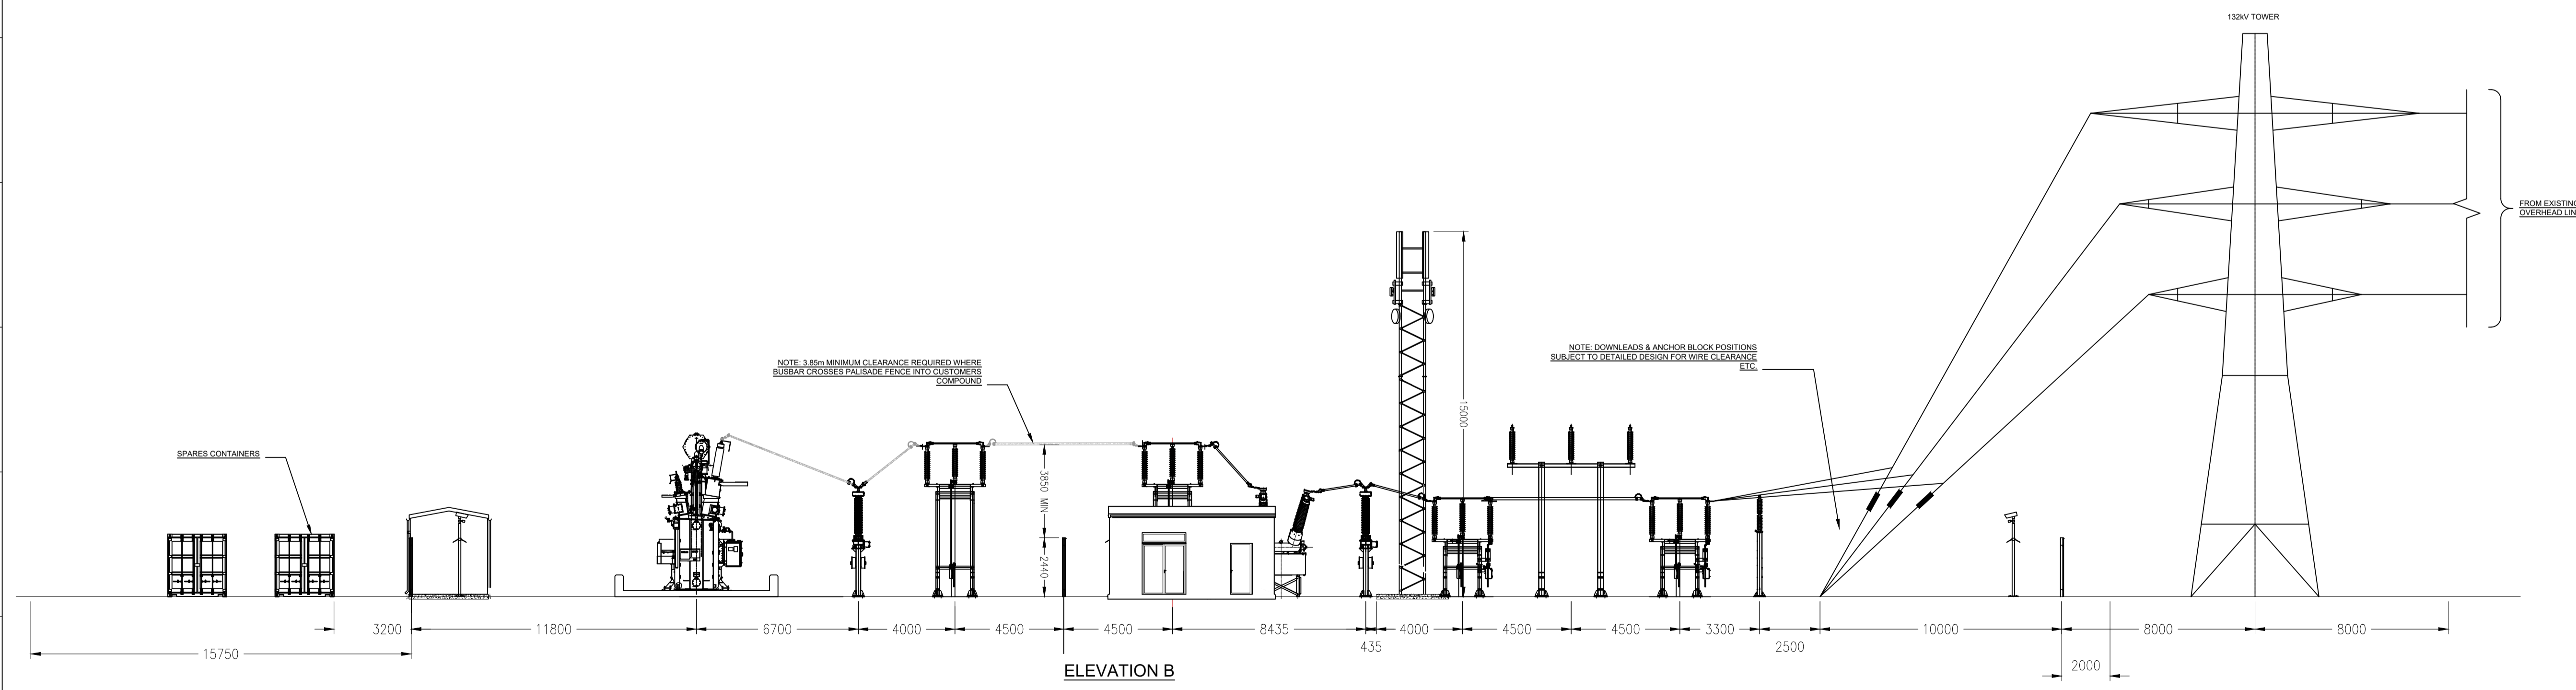 132kV TOWER
FROM EXISTING
NOTE: 3.85m MINIMUM CLEARANCE REQUIRED WHERE
BUSBAR CROSSES PALISADE FENCE INTO CUSTOMERS
COMPOUND
NOTE: DOWNLEADS & ANCHOR BLOCK POSITIONS
SUBJECT TO DETAILED DESIGN FOR WIRE CLEARANCE
ETC.
SPARES CONTAINERS
15000
3850 MIN
2440
3200
11800
6700
4000
4500
4500
8435
4000
4500
4500
3300
10000
8000
8000
435
2500
15750
2000
ELEVATION B